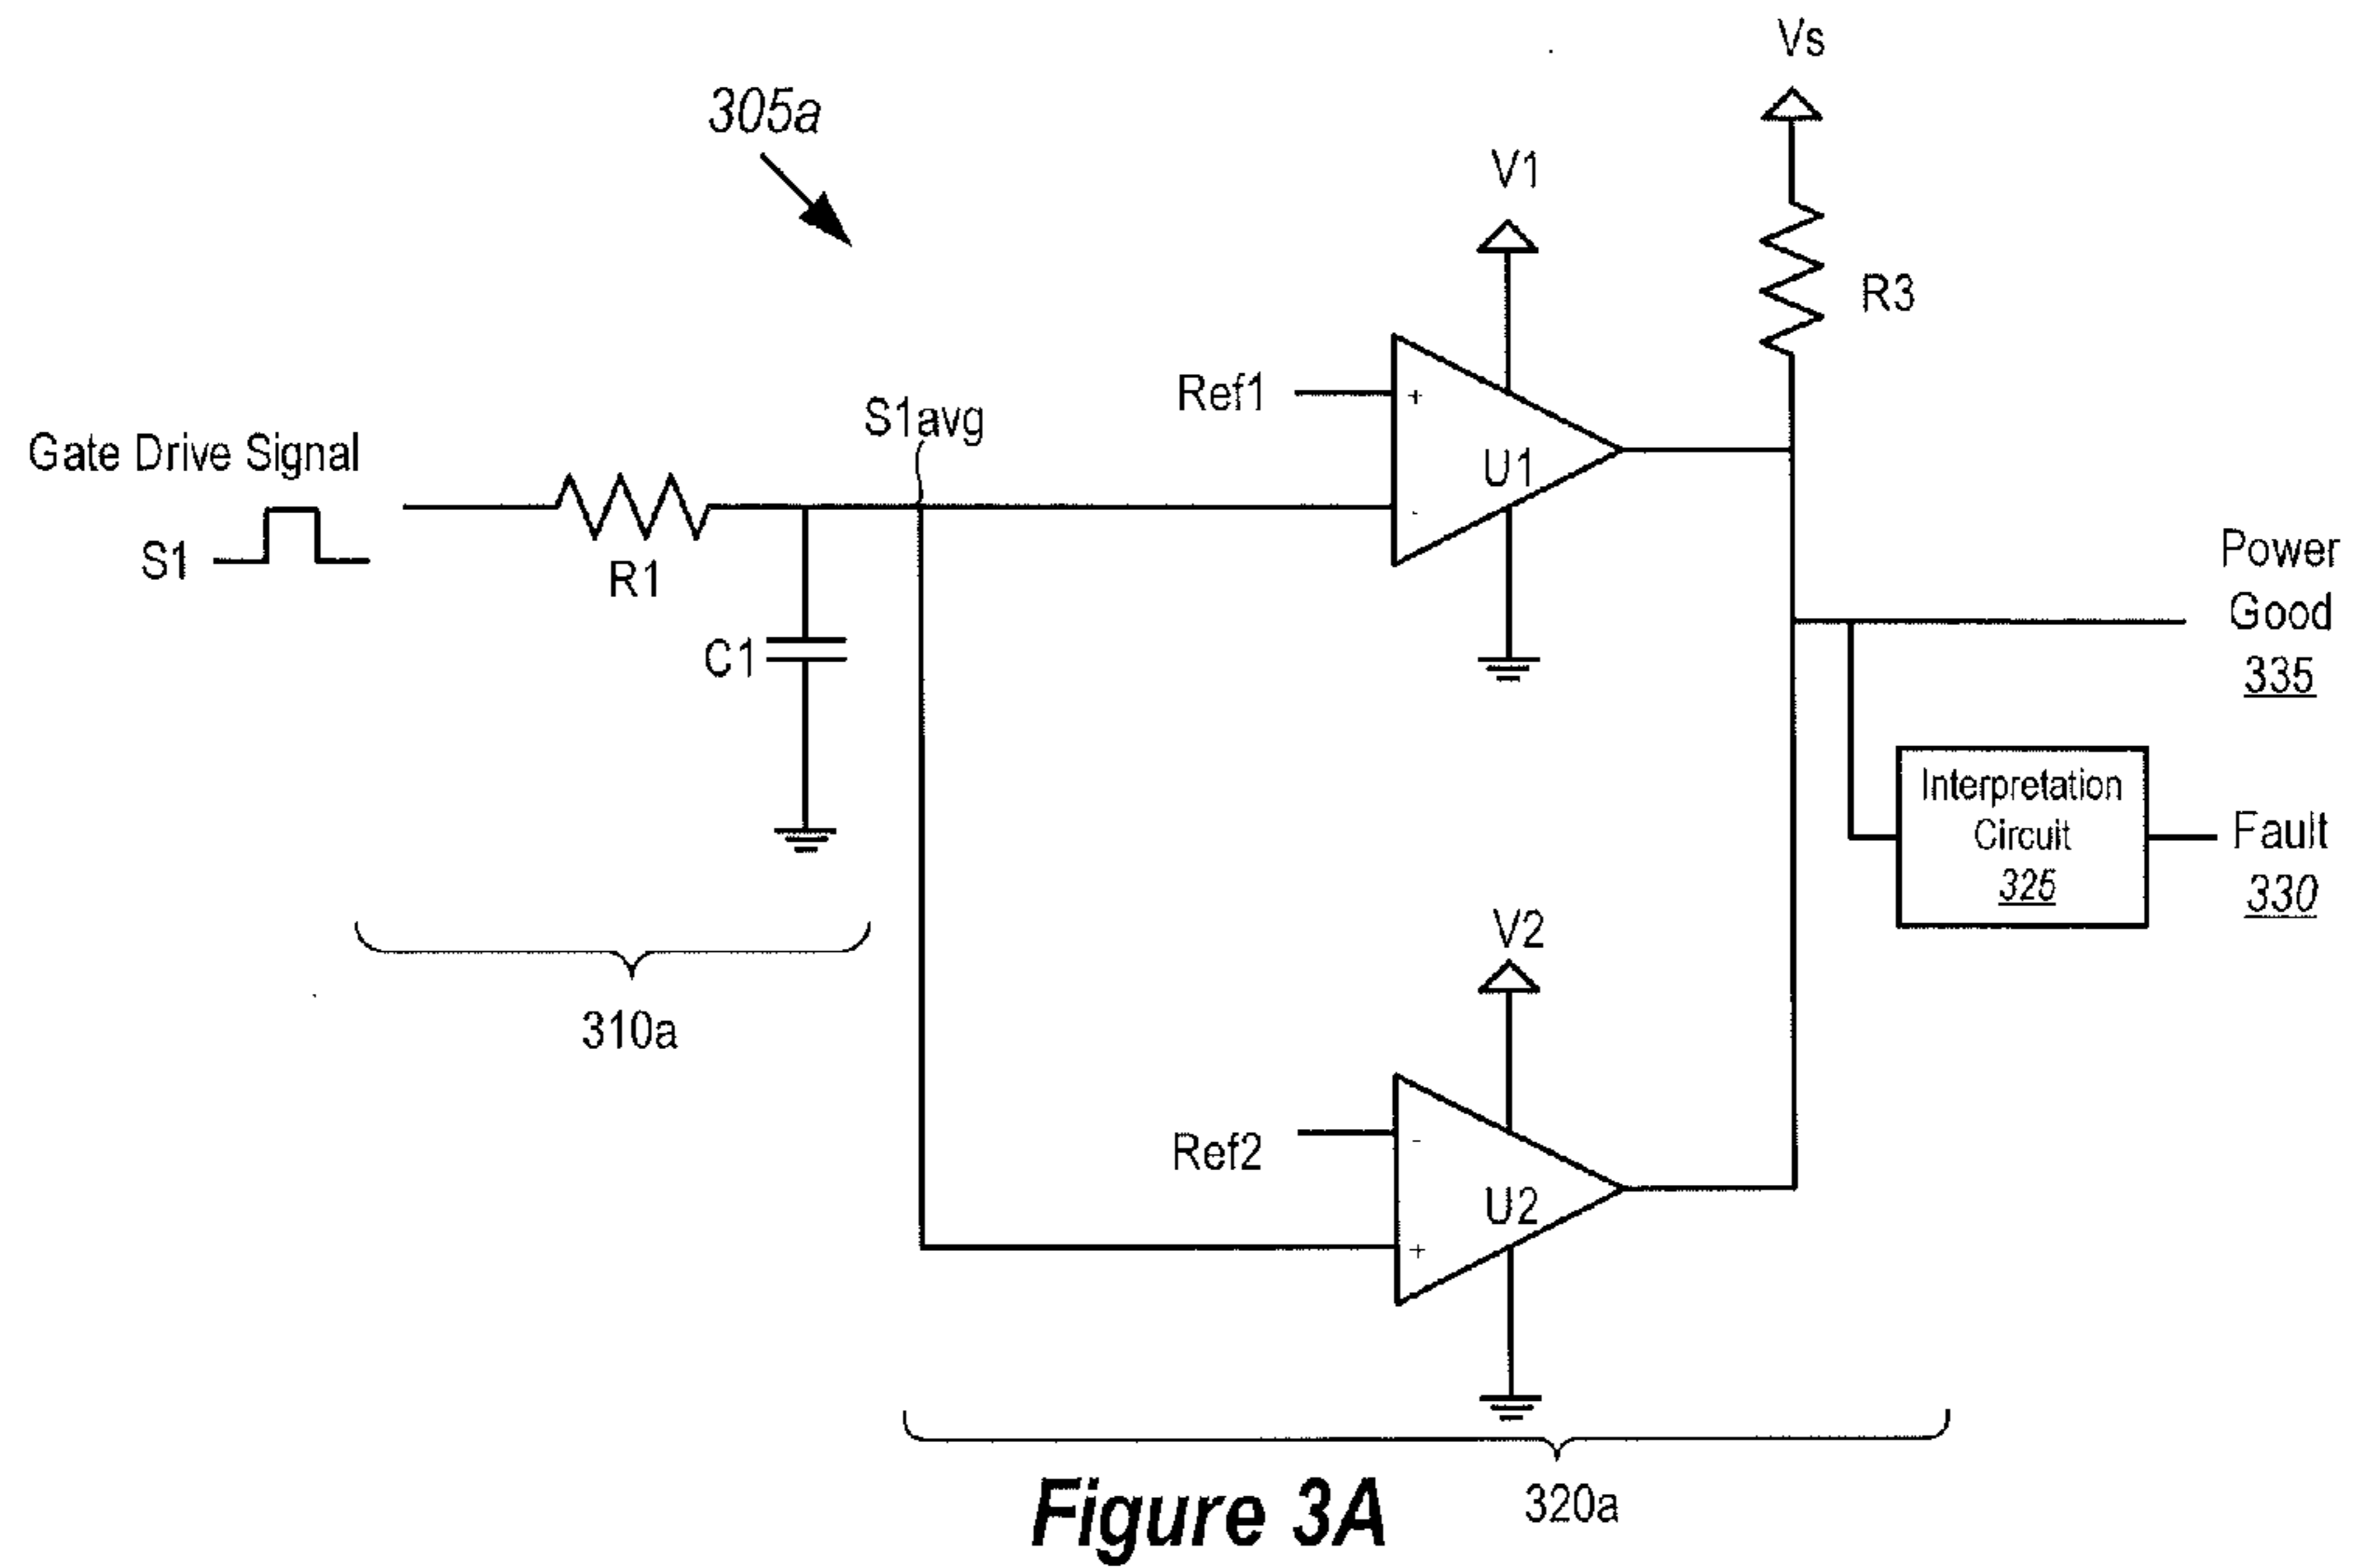 Vs
305a
V1
R3
Ref1
+
S1avg
Gate Drive Signal
U1
-
S1
R1
Power
Good
335
C1
Interpretation
Circuit
325
Fault
330
V2
310a
Ref2
-
U2
+
320a
Figure 3A